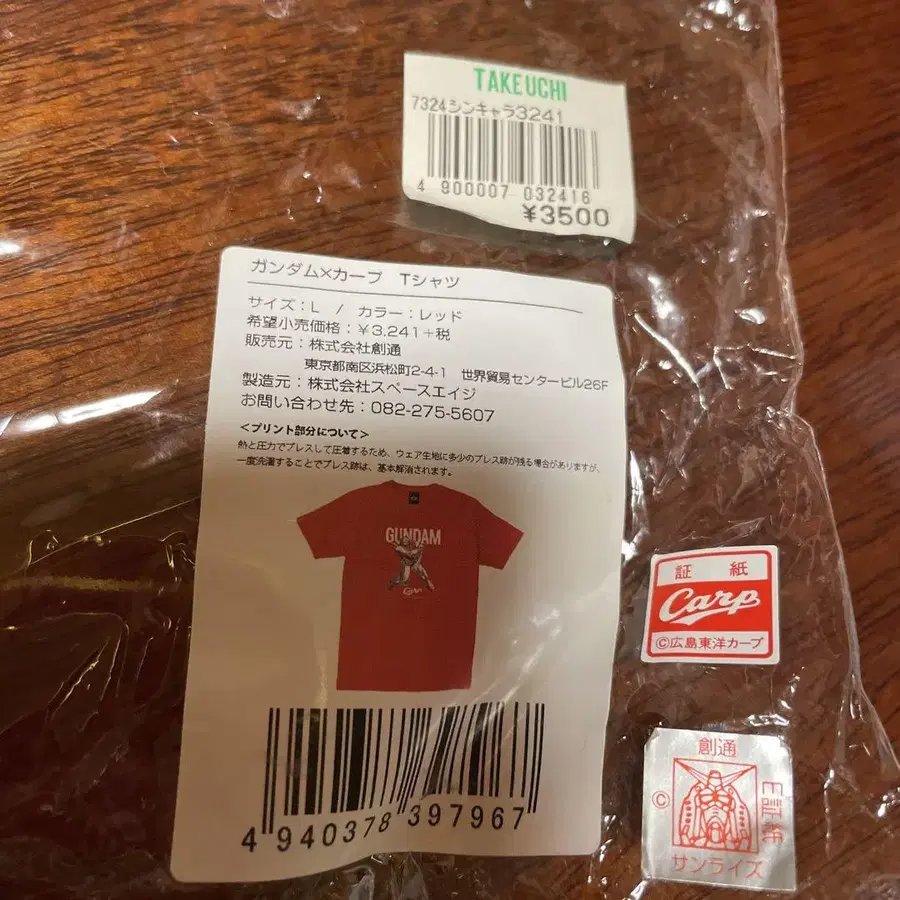 TAKEUCHI
7324シンキャラ3241
4 900007 032416
¥3500
ガンダム×カープ Tシャツ
サイズ:L / カラー:レッド
希望小売価格:¥3,241+税
販売元:株式会社創通
東京都南区浜松町2-4-1 世界貿易センタービル26F
製造元:株式会社スペースエイジ
お問い合わせ先:082-275-5607
<プリント部分について>
熱と圧力でプレスして圧着するため、ウェア生地に多少のプレス跡が残る場合がありますが、
一度洗濯することでプレス跡は、基本解消されます。
GUNDAM
Carp
4 940378 397967
証紙
Carp
©広島東洋カープ
創通
©
証紙
サンライズ